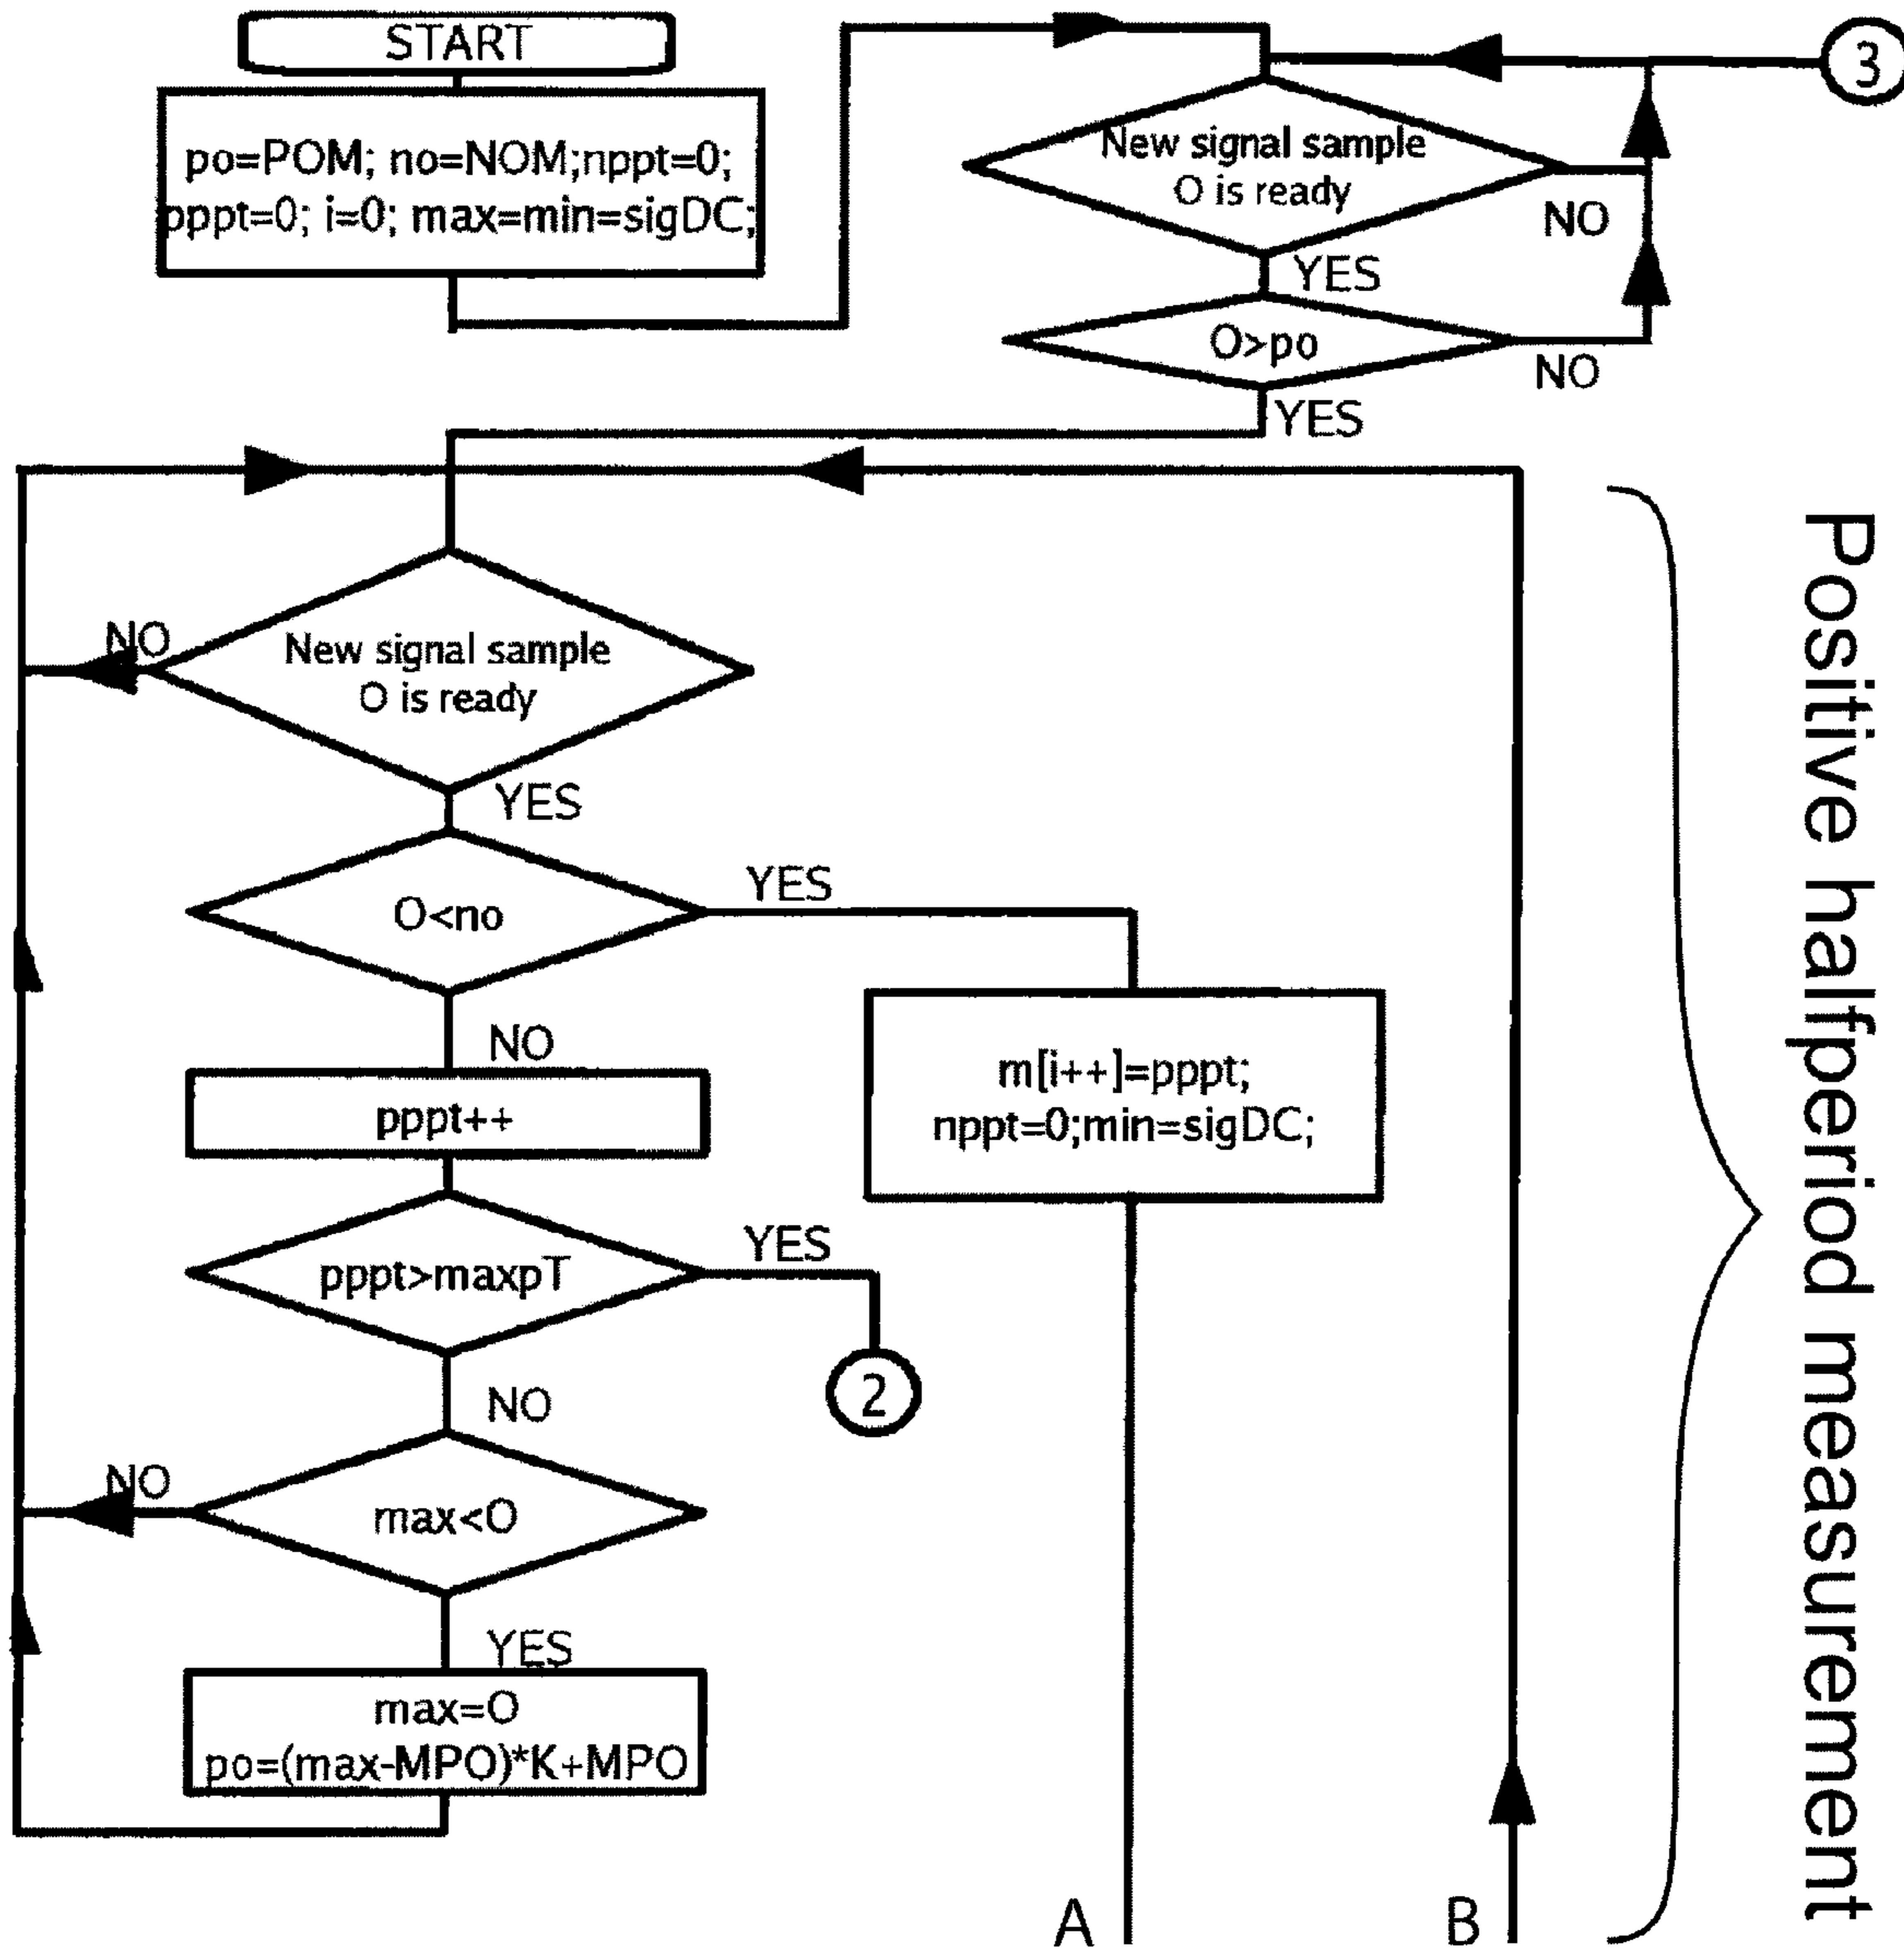 START
po=POM; no=NOM;nppt=0;
pppt=0; i=0; max=min=sigDC;
3
New signal sample
O is ready
NO
YES
O>po
NO
YES
New signal sample
O is ready
NO
YES
O<no
YES
NO
m[i++]=pppt;
nppt=0;min=sigDC;
pppt++
pppt>maxpT
YES
2
NO
max<O
NO
YES
max=O
po=(max-MPO)*K+MPO
A
B
Positive halfperiod measurement